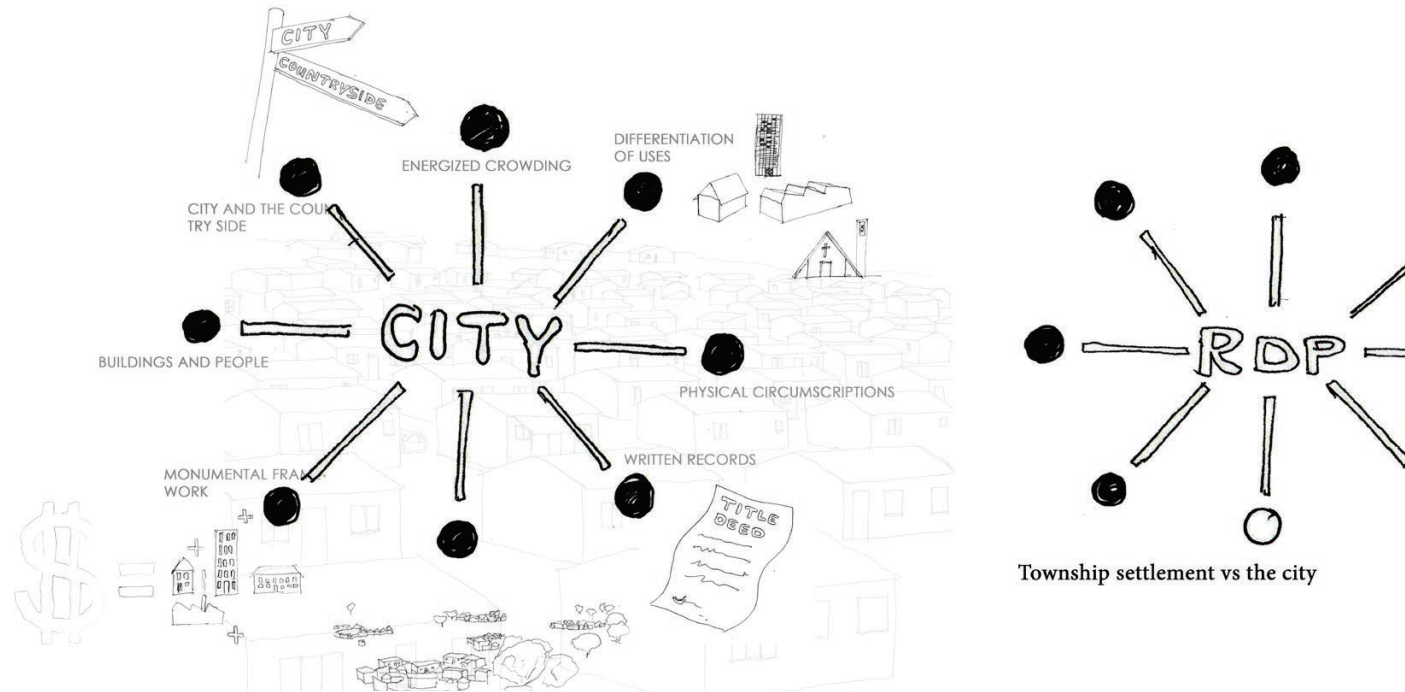 CITY
COUNTRYSIDE
ENERGIZED CROWDING
DIFFERENTIATION
OF USES
CITY AND THE COUN
TRY SIDE
CITY
BUILDINGS AND PEOPLE
PHYSICAL CIRCUMSCRIPTIONS
MONUMENTAL FRAME-
WORK
WRITTEN RECORDS
TITLE
DEED
$ =
RDP
Township settlement vs the city